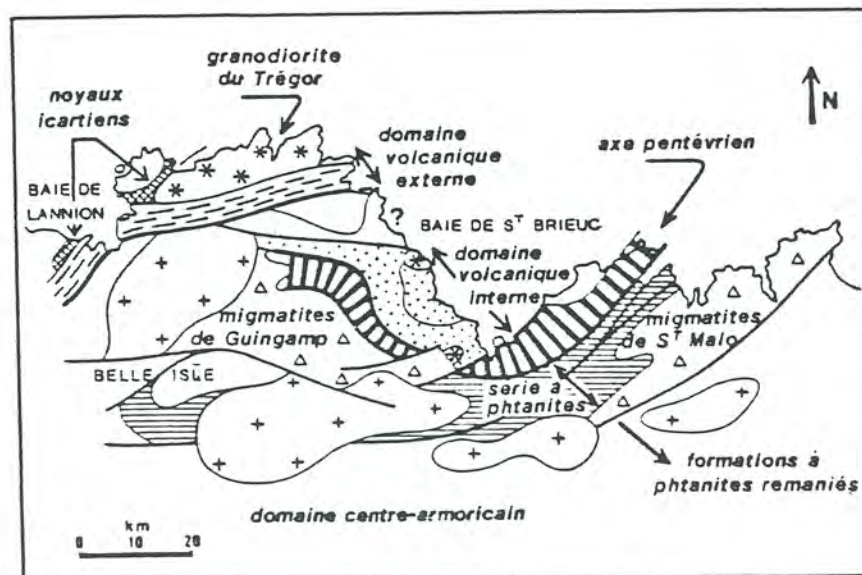 granodiorite
du Trégor
noyaux
icartiens
N
domaine
volcanique
externe
axe pentévrien
BAIE DE
LANNION
?
BAIE DE Sᵀ BRIEUC
domaine
volcanique
interne
migmatites
de Guingamp
migmatites
de Sᵀ Malo
BELLE ISLE
serie à
phtanites
formations à
phtanites remaniés
domaine centre-armoricain
km
0 10 20